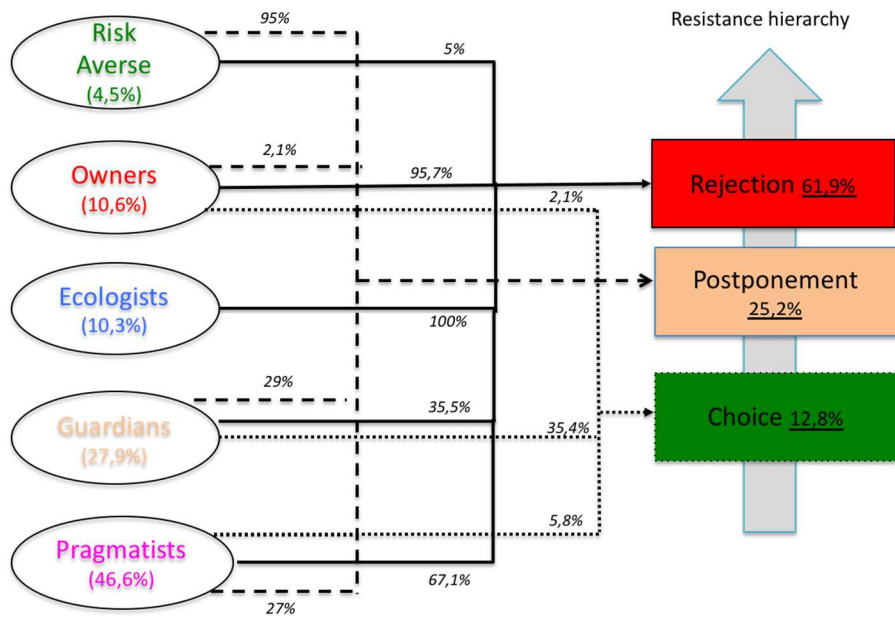 Resistance hierarchy
95%
Risk
Averse
(4,5%)
5%
2,1%
Owners
(10,6%)
95,7%
2,1%
Rejection 61,9%
Ecologists
(10,3%)
100%
Postponement
25,2%
29%
Guardians
(27,9%)
35,5%
35,4%
Choice 12,8%
5,8%
Pragmatists
(46,6%)
67,1%
27%